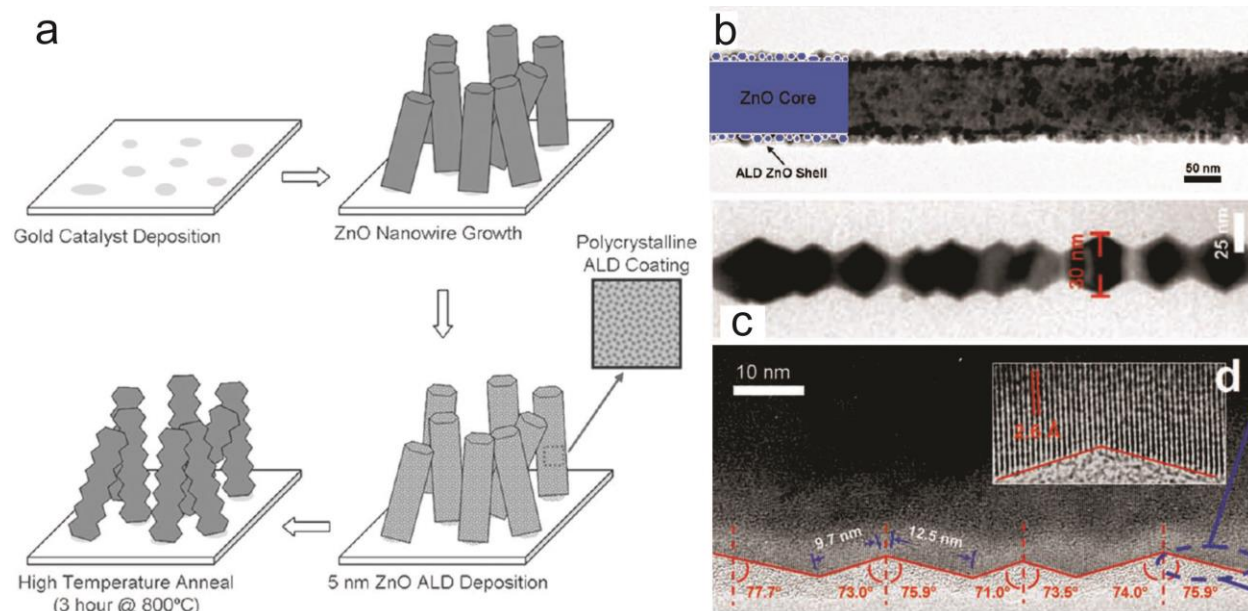 a
Gold Catalyst Deposition
ZnO Nanowire Growth
Polycrystalline
ALD Coating
High Temperature Anneal
(3 hour @ 800ºC)
5 nm ZnO ALD Deposition
b
ZnO Core
ALD ZnO Shell
50 nm
25 nm
30 nm
c
10 nm
d
2.6 Å
9.7 nm
12.5 nm
77.7°
73.0°
75.9°
71.0°
73.5°
74.0°
75.9°